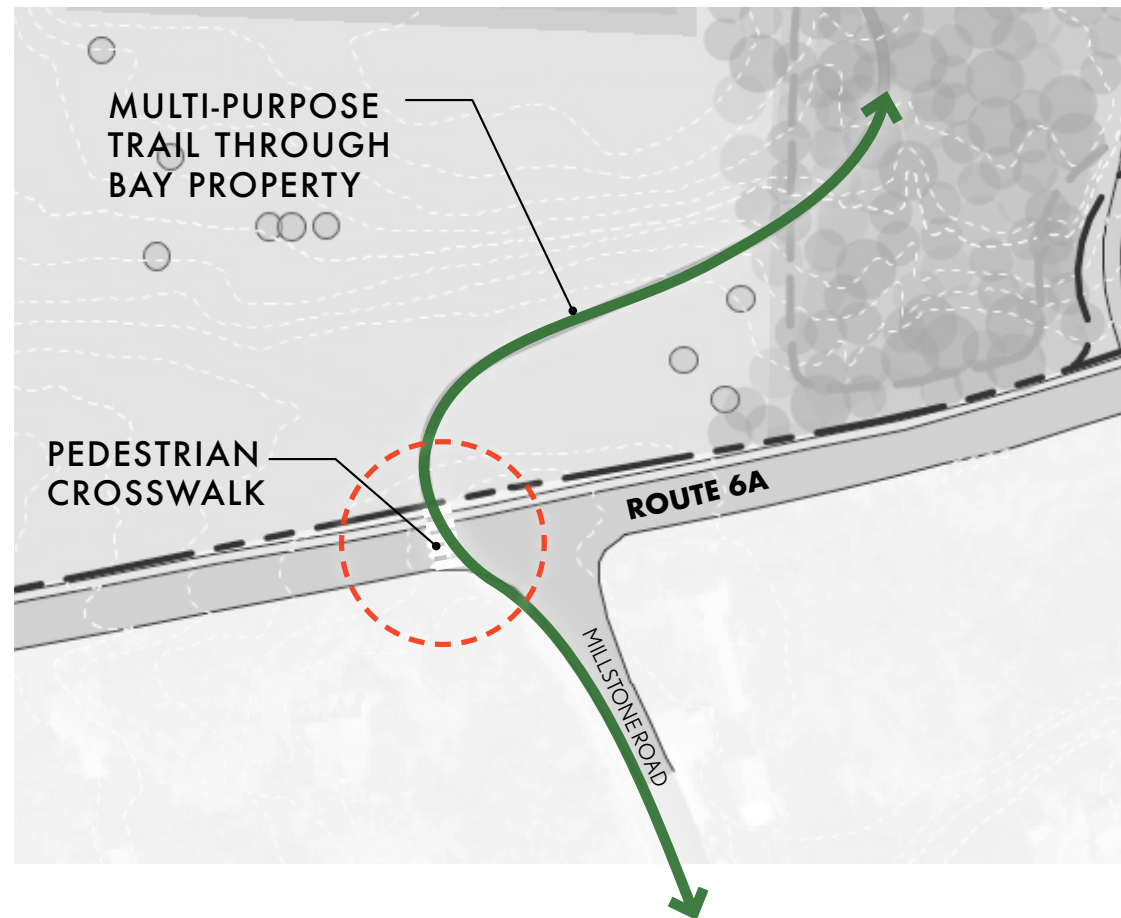 MULTI-PURPOSE
TRAIL THROUGH
BAY PROPERTY
PEDESTRIAN
CROSSWALK
ROUTE 6A
MILLSTONE ROAD